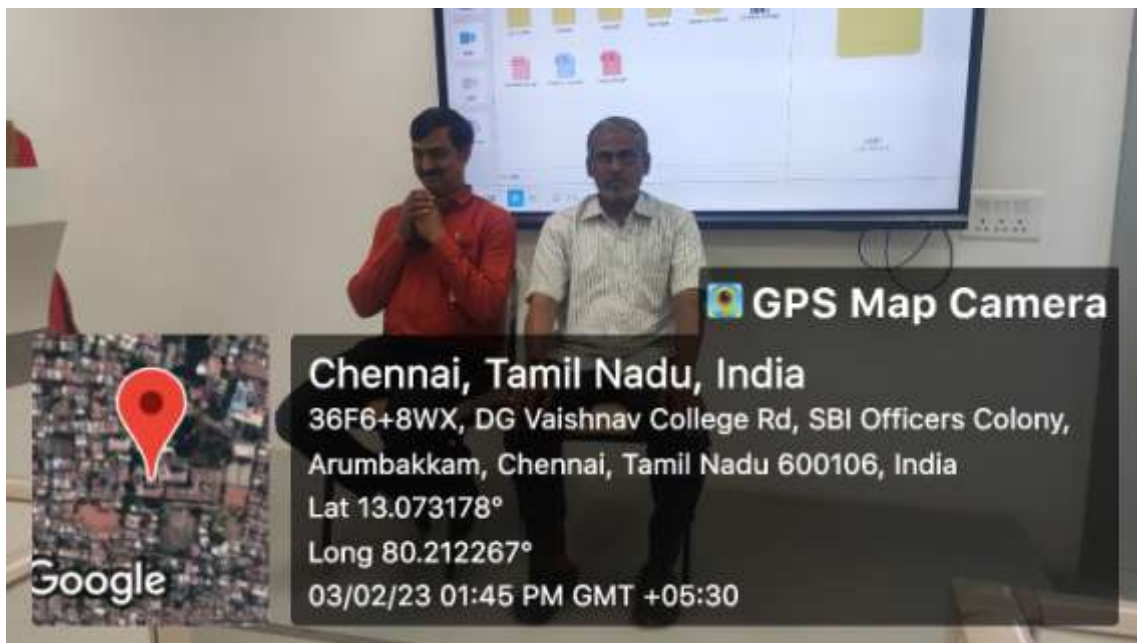 GPS Map Camera
Chennai, Tamil Nadu, India
36F6+8WX, DG Vaishnav College Rd, SBI Officers Colony,
Arumbakkam, Chennai, Tamil Nadu 600106, India
Lat 13.073178°
Long 80.212267°
03/02/23 01:45 PM GMT +05:30
Google